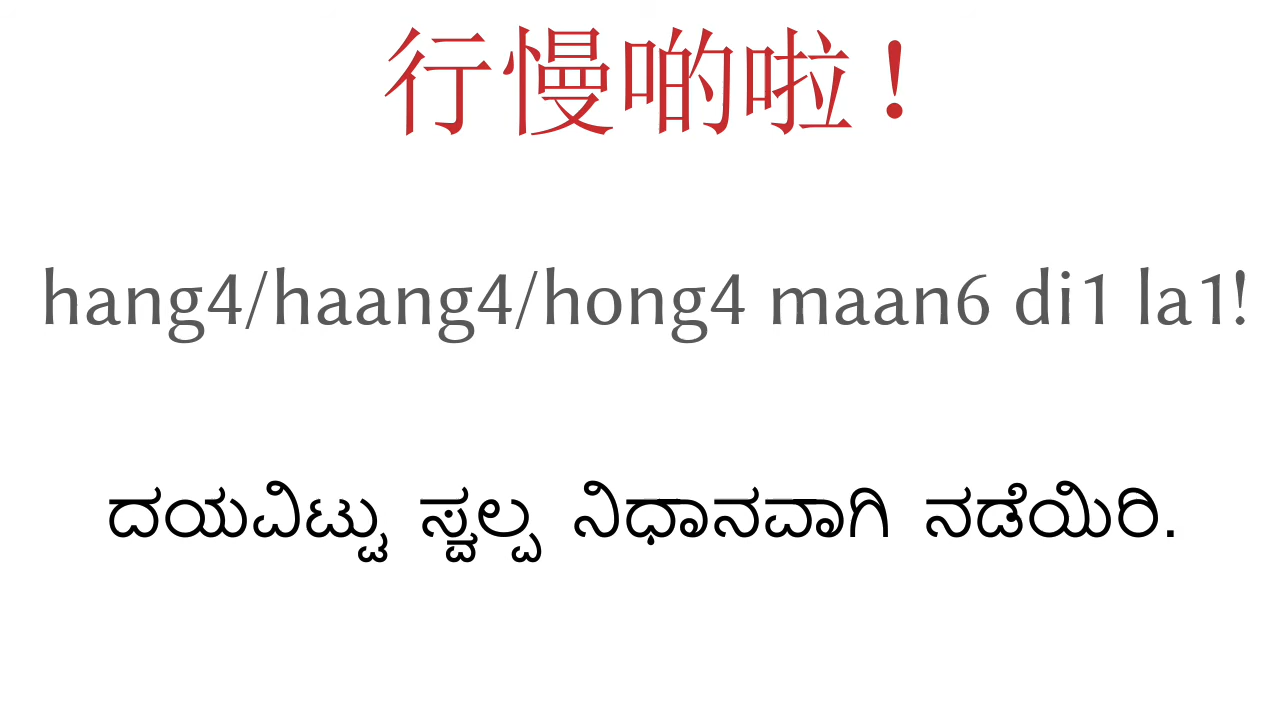 行慢啲啦！
hang4/haang4/hong4 maan6 di1 la1!
ದಯವಿಟ್ಟು ಸ್ವಲ್ಪ ನಿಧಾನವಾಗಿ ನಡೆಯಿರಿ.